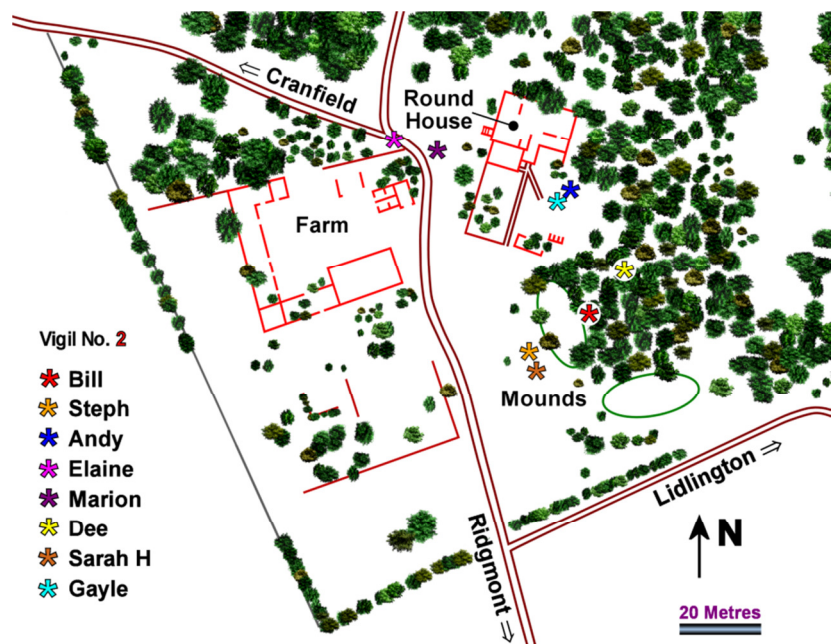 ⇐ Cranfield
Round
House
Farm
Vigil No. 2
Bill
Steph
Andy
Elaine
Marion
Dee
Sarah H
Gayle
Mounds
Lidlington ⇒
Ridgmont ⇒
N
20 Metres